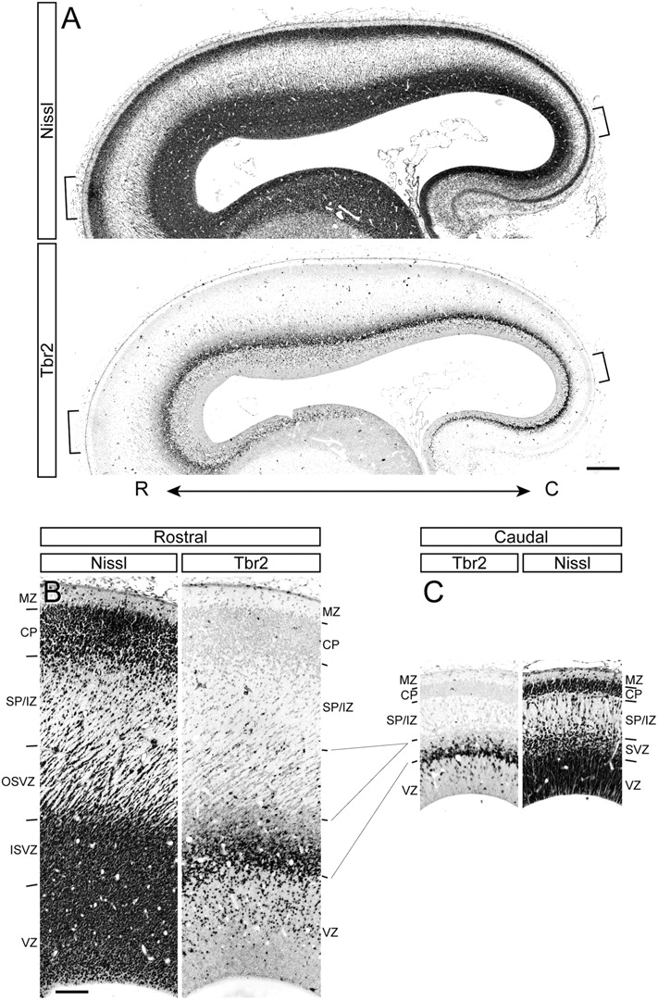 A
Nissl
Tbr2
R C
Rostral
Caudal
Nissl Tbr2
Tbr2 Nissl
B
C
MZ
CP
SP/IZ
OSVZ
ISVZ
VZ
MZ
CP
SP/IZ
VZ
MZ
CP
SP/IZ
VZ
MZ
CP
SP/IZ
SVZ
VZ